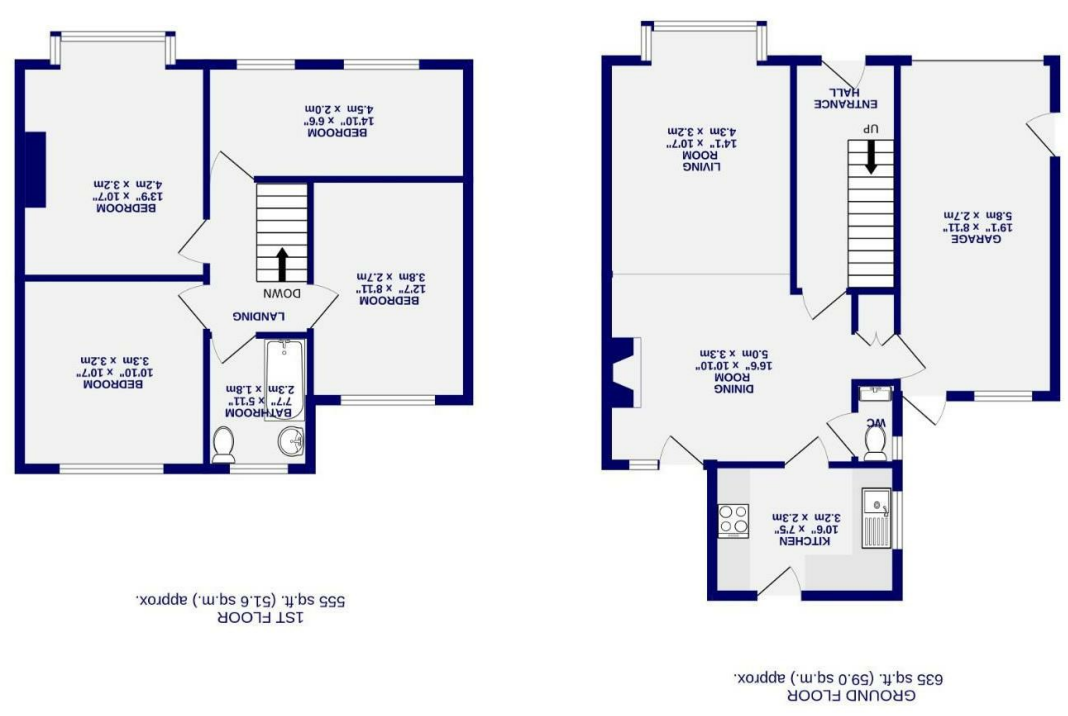 GROUND FLOOR
635 sq.ft. (59.0 sq.m.) approx.
KITCHEN
10'6" x 7'5"
3.2m x 2.3m
WC
DINING
ROOM
16'6" x 10'10"
5.0m x 3.3m
GARAGE
19'1" x 8'11"
5.8m x 2.7m
LIVING
ROOM
14'1" x 10'7"
4.3m x 3.2m
UP
ENTRANCE
HALL
1ST FLOOR
555 sq.ft. (51.6 sq.m.) approx.
BATHROOM
7'7" x 5'11"
2.3m x 1.8m
BEDROOM
10'10" x 10'7"
3.3m x 3.2m
LANDING
DOWN
BEDROOM
12'7" x 8'11"
3.8m x 2.7m
BEDROOM
13'9" x 10'7"
4.2m x 3.2m
BEDROOM
14'10" x 6'6"
4.5m x 2.0m